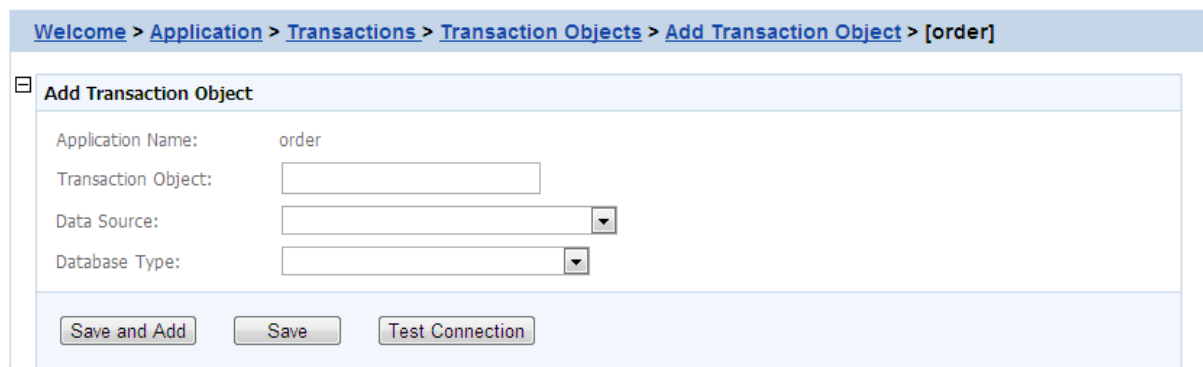 Welcome > Application > Transactions > Transaction Objects > Add Transaction Object > [order]
Add Transaction Object
Application Name: order
Transaction Object:
Data Source:
Database Type:
Save and Add Save Test Connection